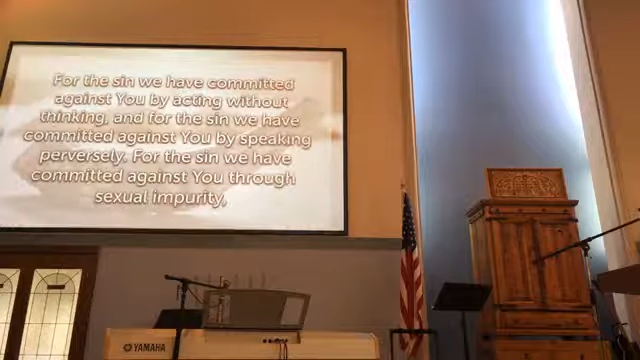 For the sin we have committed
against You by acting without
thinking, and for the sin we have
committed against You by speaking
perversely. For the sin we have
committed against You through
sexual impurity,
YAMAHA